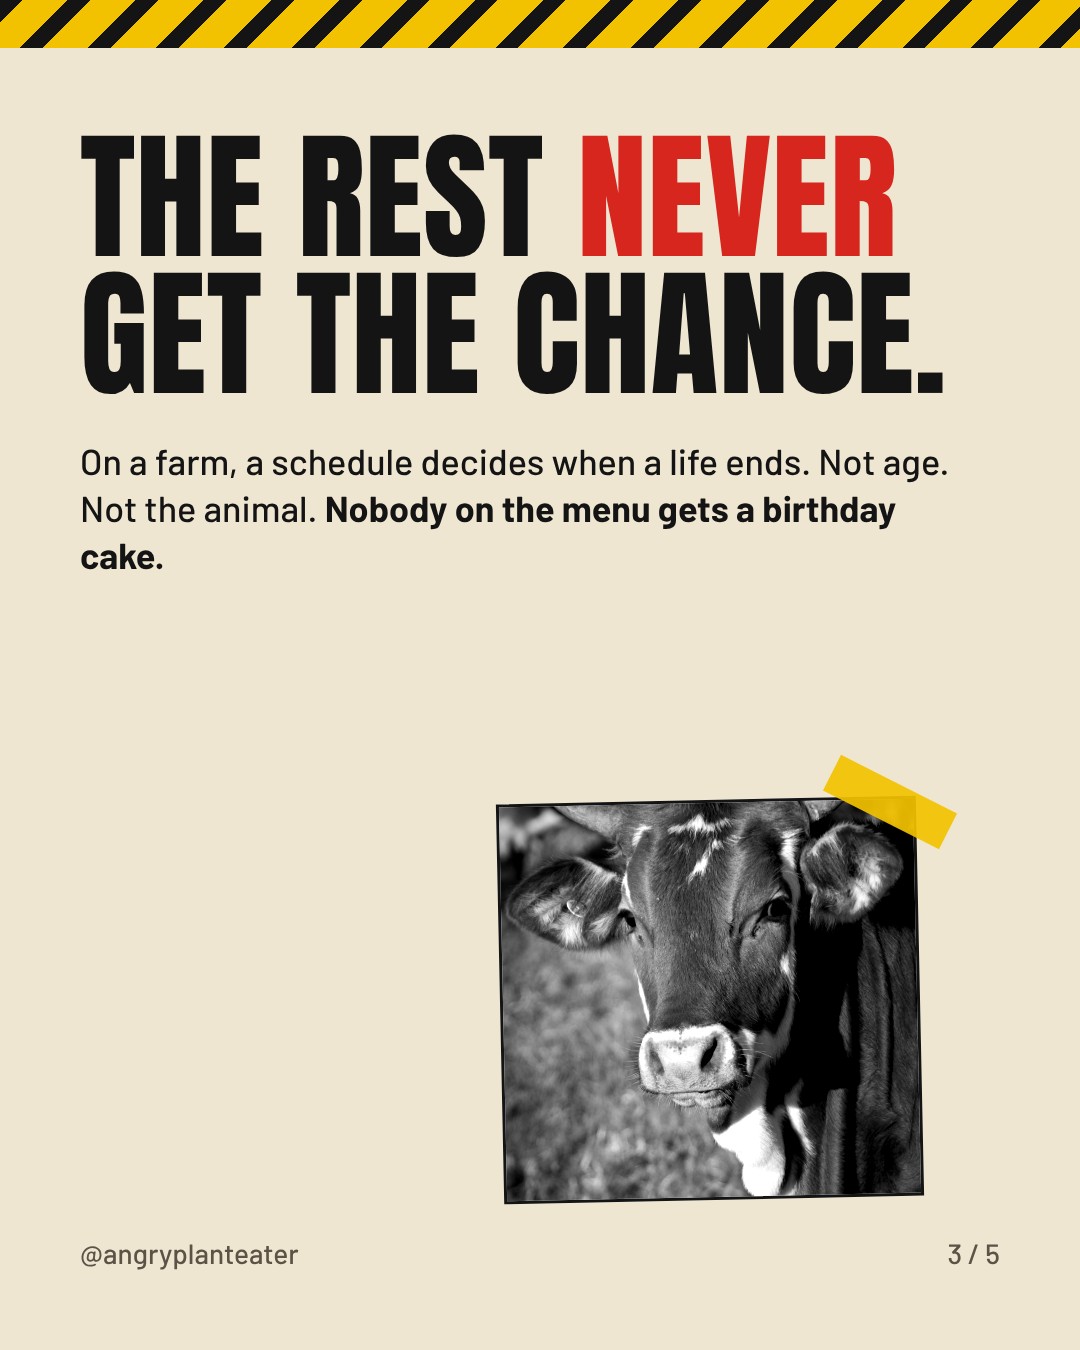 THE REST NEVER
GET THE CHANCE.
On a farm, a schedule decides when a life ends. Not age.
Not the animal. Nobody on the menu gets a birthday
cake.
@angryplanteater
3 / 5